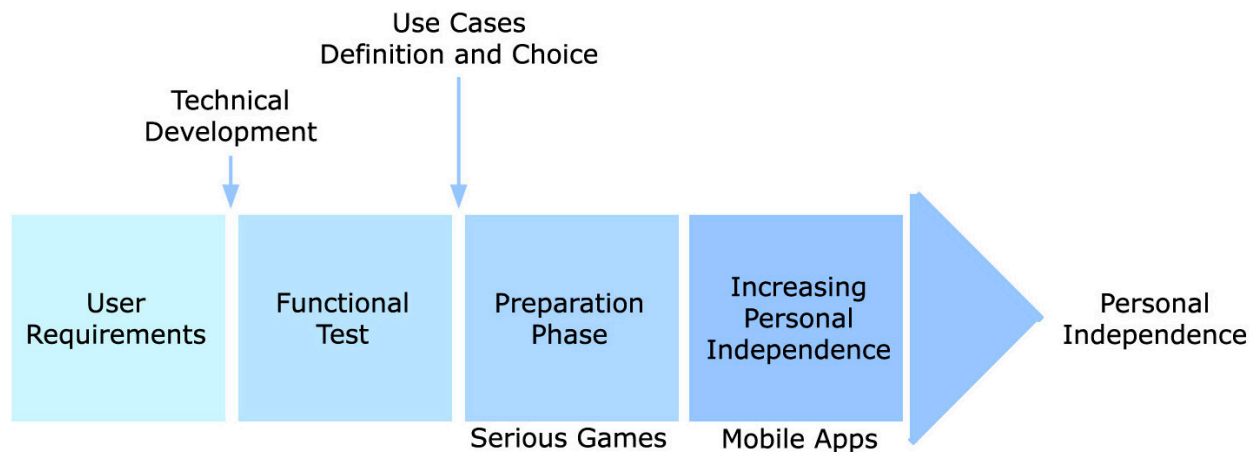 Use Cases
Definition and Choice
Technical
Development
User
Requirements
Functional
Test
Preparation
Phase
Increasing
Personal
Independence
Personal
Independence
Serious Games
Mobile Apps